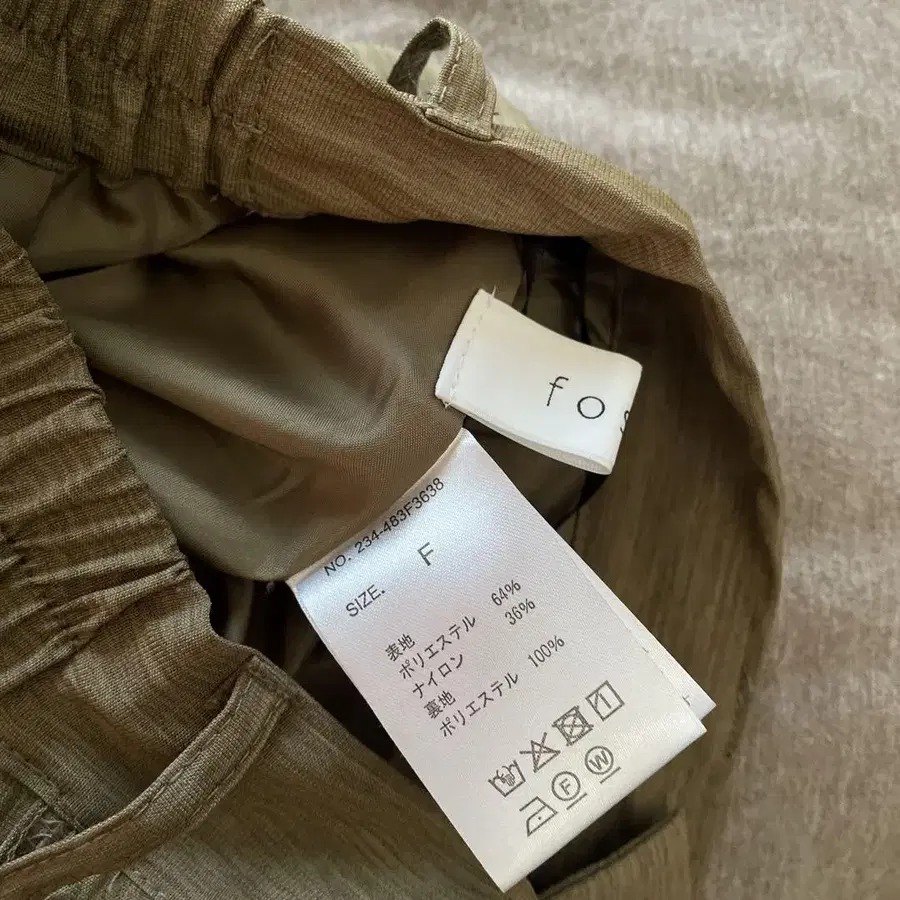 fos
NO. 234-483F3638
SIZE. F
表地
ポリエステル 64%
ナイロン 36%
裏地
ポリエステル 100%
F W